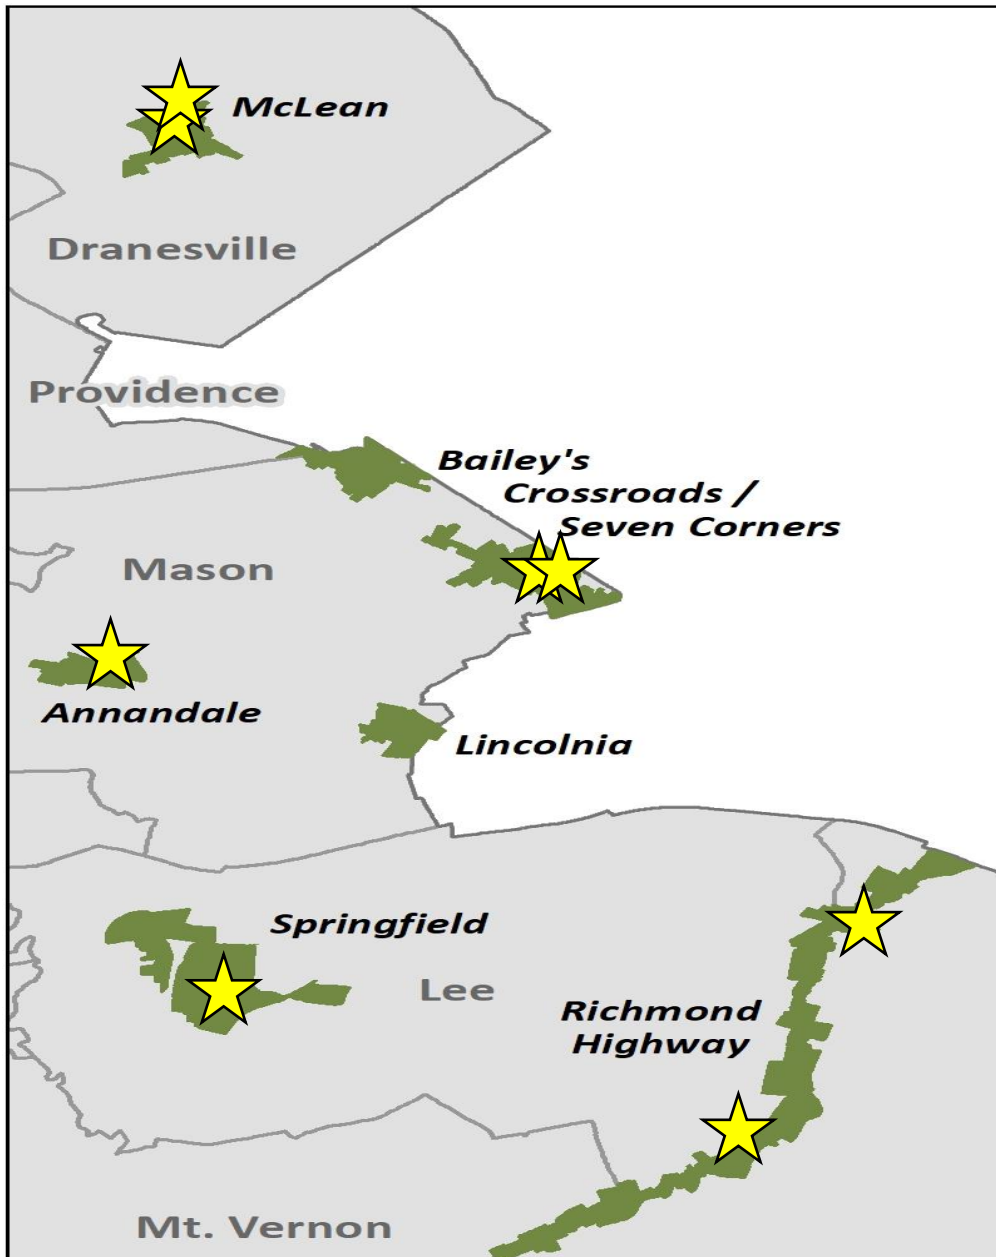 McLean
Dranesville
Providence
Bailey's
Crossroads /
Seven Corners
Mason
Annandale
Lincolnia
Springfield
Lee
Richmond
Highway
Mt. Vernon